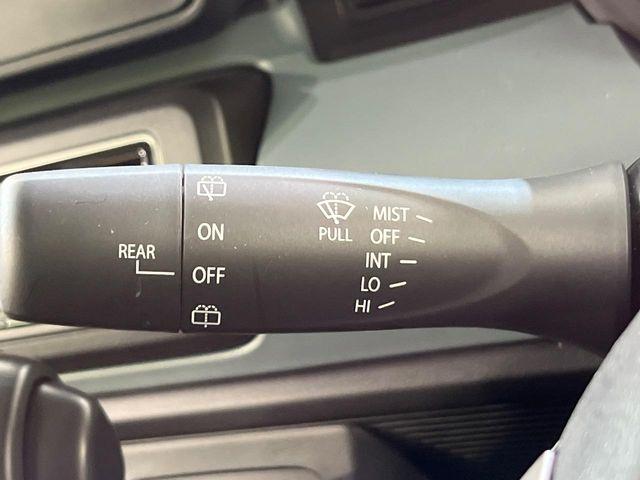 REAR
ON
OFF
PULL
MIST
OFF
INT
LO
HI